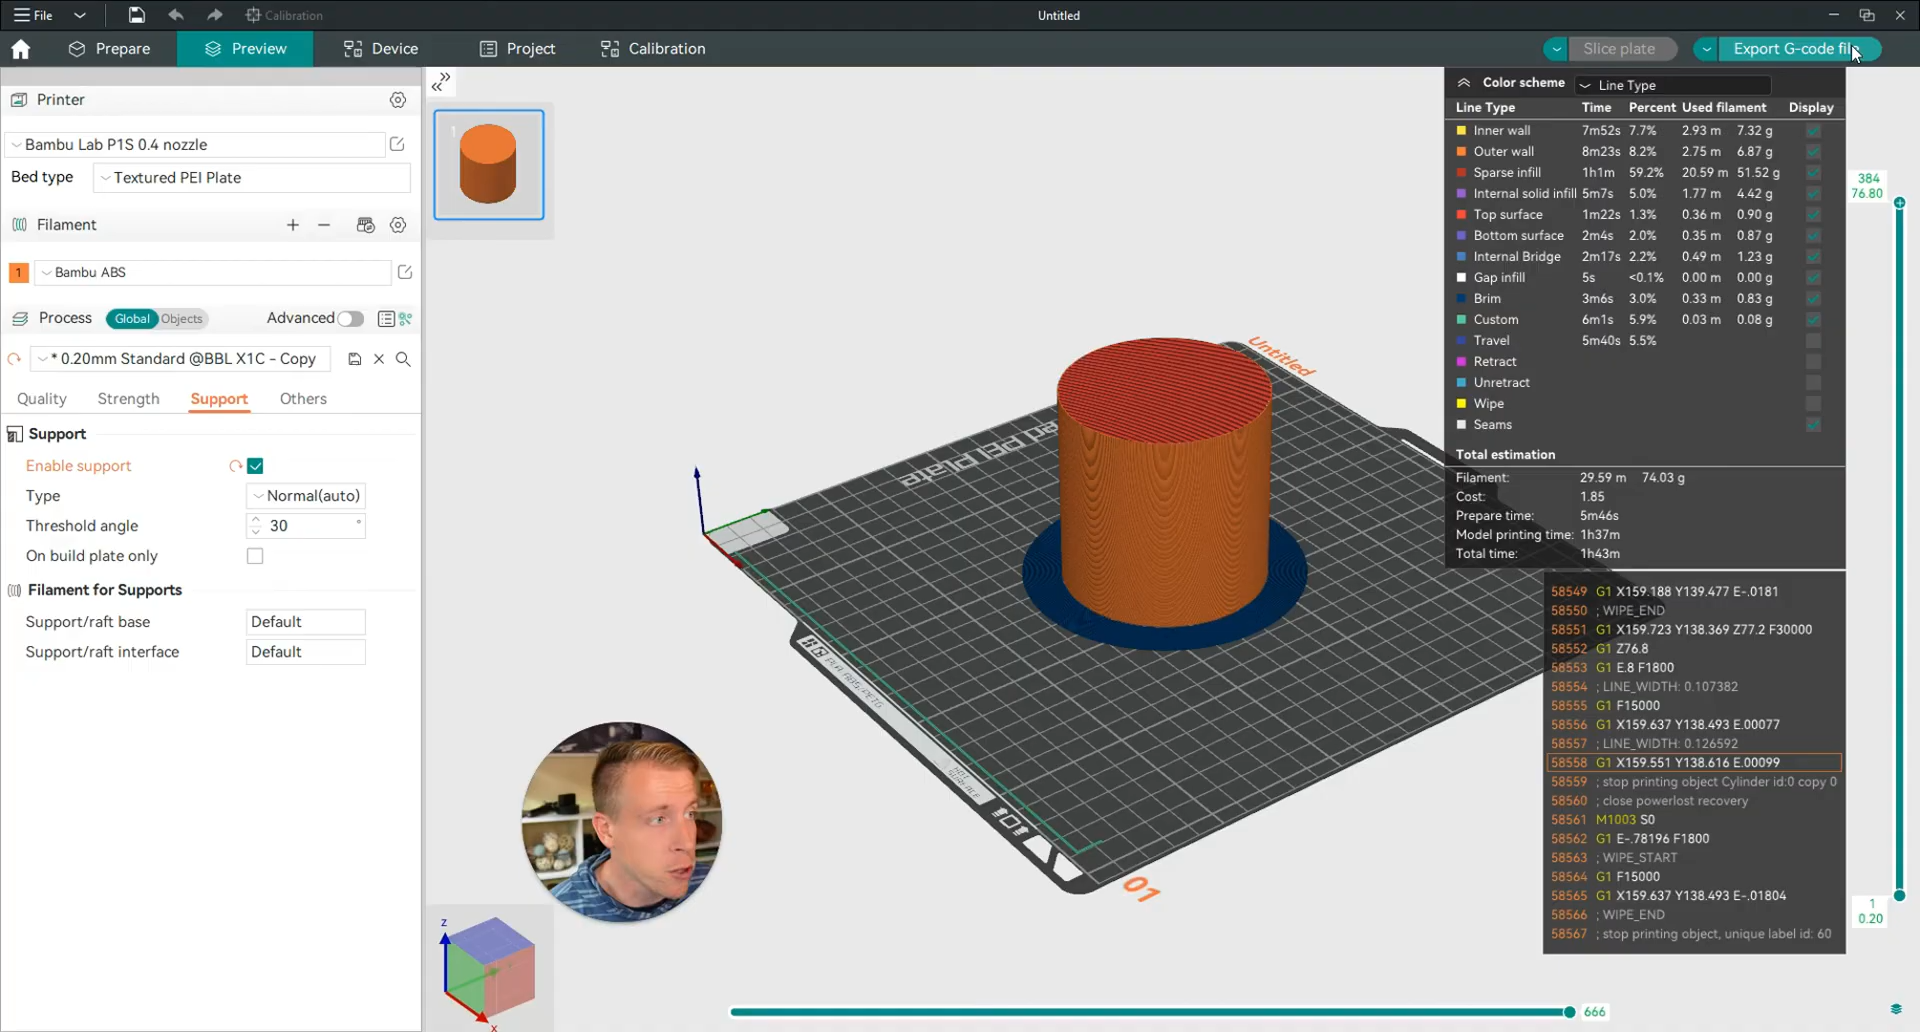 File
Calibration
Untitled
Prepare
Preview
Device
Project
Calibration
Slice plate
Export G-code fil
Printer
Bambu Lab P1S 0.4 nozzle
Bed type
Textured PEI Plate
Filament
1
Bambu ABS
Process
Global
Objects
Advanced
* 0.20mm Standard @BBL X1C - Copy
Quality
Strength
Support
Others
Support
Enable support
Type
Normal(auto)
Threshold angle
30
°
On build plate only
Filament for Supports
Support/raft base
Default
Support/raft interface
Default
1
Untitled
ed PEI Plate
01
z
x
Color scheme
Line Type
Line Type Time Percent Used filament Display
Inner wall 7m52s 7.7% 2.93 m 7.32 g
Outer wall 8m23s 8.2% 2.75 m 6.87 g
Sparse infill 1h1m 59.2% 20.59 m 51.52 g
Internal solid infill 5m7s 5.0% 1.77 m 4.42 g
Top surface 1m22s 1.3% 0.36 m 0.90 g
Bottom surface 2m4s 2.0% 0.35 m 0.87 g
Internal Bridge 2m17s 2.2% 0.49 m 1.23 g
Gap infill 5s <0.1% 0.00 m 0.00 g
Brim 3m6s 3.0% 0.33 m 0.83 g
Custom 6m1s 5.9% 0.03 m 0.08 g
Travel 5m40s 5.5%
Retract
Unretract
Wipe
Seams
Total estimation
Filament: 29.59 m 74.03 g
Cost: 1.85
Prepare time: 5m46s
Model printing time: 1h37m
Total time: 1h43m
58549 G1 X159.188 Y139.477 E-.0181
58550 ; WIPE_END
58551 G1 X159.723 Y138.369 Z77.2 F30000
58552 G1 Z76.8
58553 G1 E.8 F1800
58554 ; LINE_WIDTH: 0.107382
58555 G1 F15000
58556 G1 X159.637 Y138.493 E.00077
58557 ; LINE_WIDTH: 0.126592
58558 G1 X159.551 Y138.616 E.00099
58559 ; stop printing object Cylinder id:0 copy 0
58560 ; close powerlost recovery
58561 M1003 S0
58562 G1 E-.78196 F1800
58563 ; WIPE_START
58564 G1 F15000
58565 G1 X159.637 Y138.493 E-.01804
58566 ; WIPE_END
58567 ; stop printing object, unique label id: 60
384
76.80
1
0.20
666